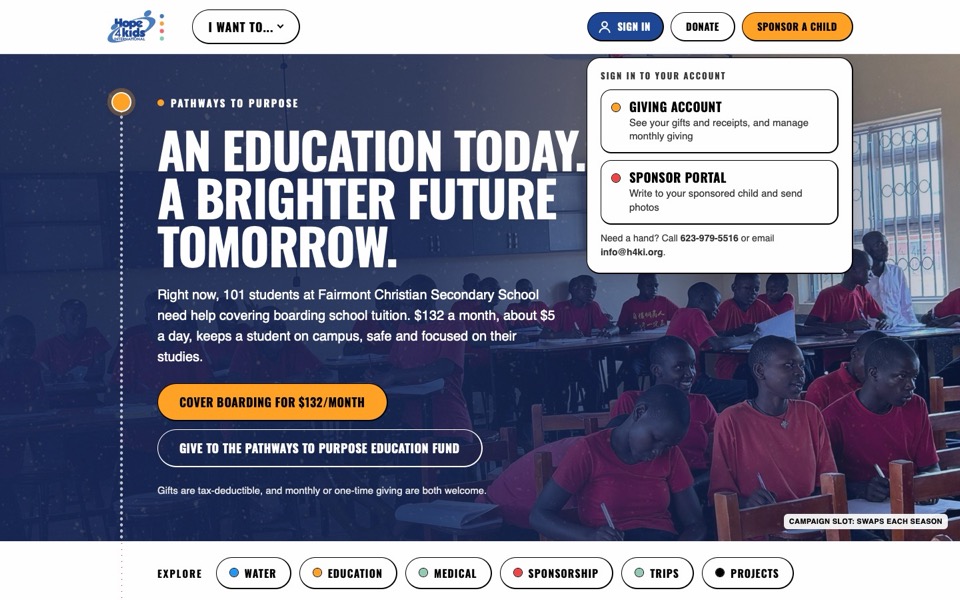 Hope
4kids
INTERNATIONAL
I WANT TO...
SIGN IN
DONATE
SPONSOR A CHILD
SIGN IN TO YOUR ACCOUNT
GIVING ACCOUNT
See your gifts and receipts, and manage
monthly giving
SPONSOR PORTAL
Write to your sponsored child and send
photos
Need a hand? Call 623-979-5516 or email
info@h4ki.org.
PATHWAYS TO PURPOSE
AN EDUCATION TODAY.
A BRIGHTER FUTURE
TOMORROW.
Right now, 101 students at Fairmont Christian Secondary School
need help covering boarding school tuition. $132 a month, about $5
a day, keeps a student on campus, safe and focused on their
studies.
COVER BOARDING FOR $132/MONTH
GIVE TO THE PATHWAYS TO PURPOSE EDUCATION FUND
Gifts are tax-deductible, and monthly or one-time giving are both welcome.
CAMPAIGN SLOT: SWAPS EACH SEASON
EXPLORE
WATER
EDUCATION
MEDICAL
SPONSORSHIP
TRIPS
PROJECTS